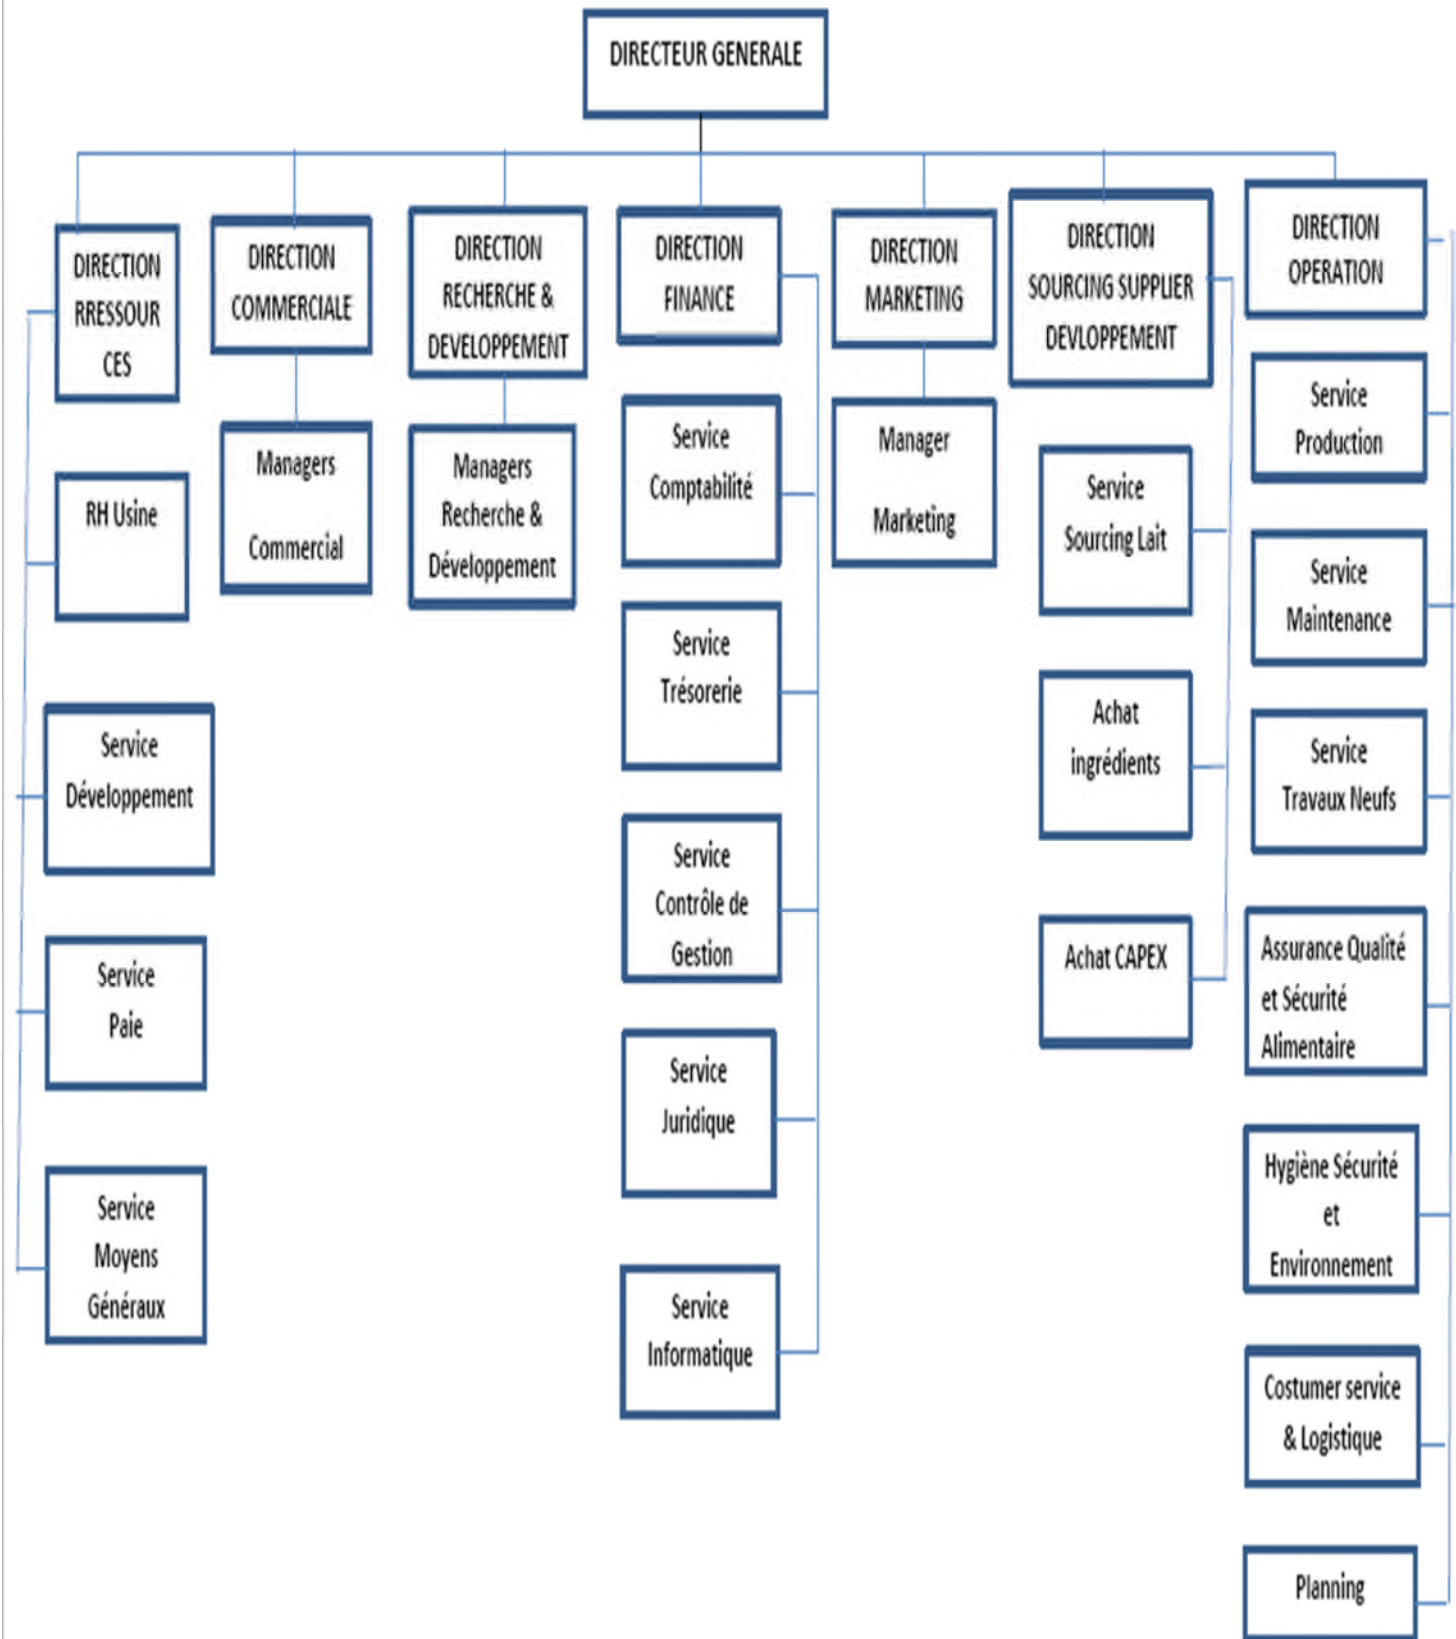 DIRECTEUR GENERALE
DIRECTION
RRESSOUR
CES
RH Usine
Service
Développement
Service
Paie
Service
Moyens
Généraux
DIRECTION
COMMERCIALE
Managers
Commercial
DIRECTION
RECHERCHE &
DEVELOPPEMENT
Managers
Recherche &
Développement
DIRECTION
FINANCE
Service
Comptabilité
Service
Trésorerie
Service
Contrôle de
Gestion
Service
Juridique
Service
Informatique
DIRECTION
MARKETING
Manager
Marketing
DIRECTION
SOURCING SUPPLIER
DEVLOPPEMENT
Service
Sourcing Lait
Achat
ingrédients
Achat CAPEX
DIRECTION
OPERATION
Service
Production
Service
Maintenance
Service
Travaux Neufs
Assurance Qualité
et Sécurité
Alimentaire
Hygiène Sécurité
et
Environnement
Costumer service
& Logistique
Planning